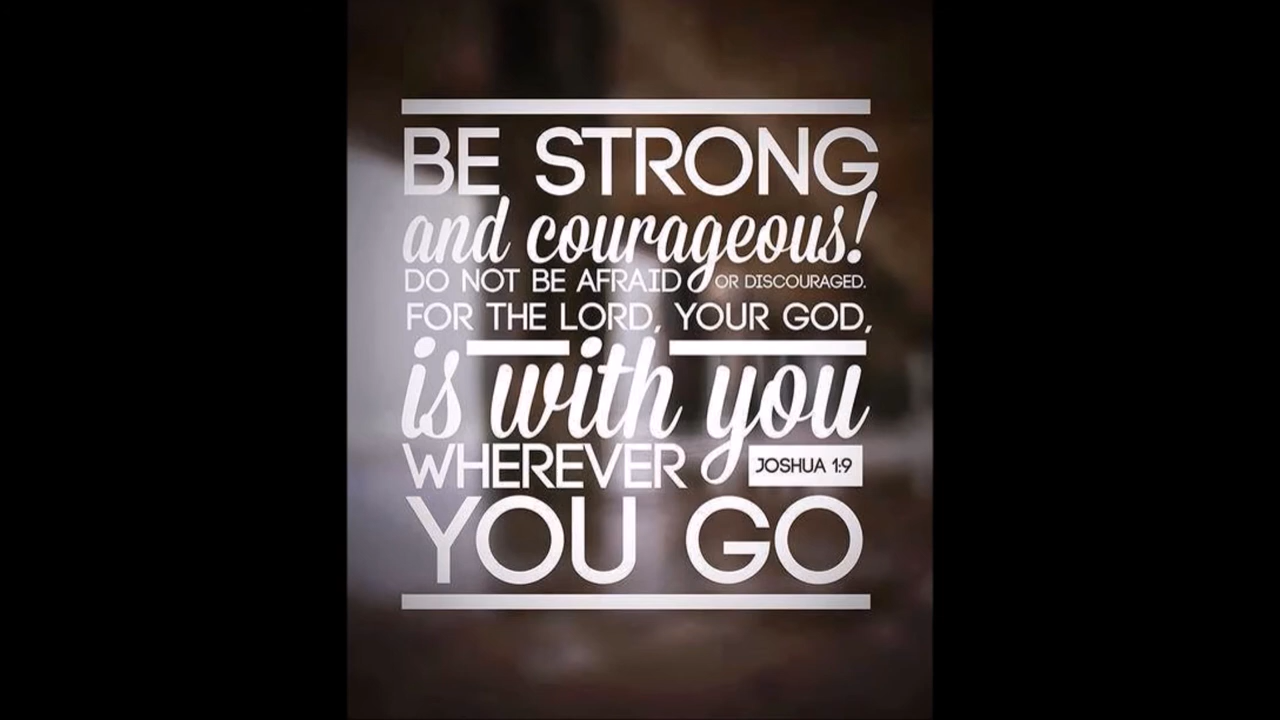 BE STRONG
and courageous!
DO NOT BE AFRAID OR DISCOURAGED.
FOR THE LORD, YOUR GOD,
is with you
WHEREVER JOSHUA 1:9
YOU GO